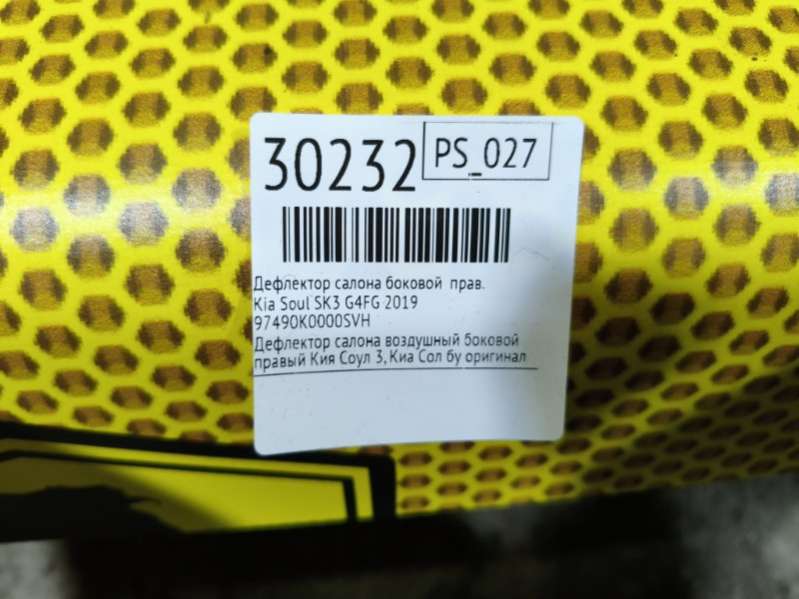 30232 PS_027
Дефлектор салона боковой прав.
Kia Soul SK3 G4FG 2019
97490K0000SVH
Дефлектор салона воздушный боковой
правый Кия Соул 3, Киа Сол бу оригинал